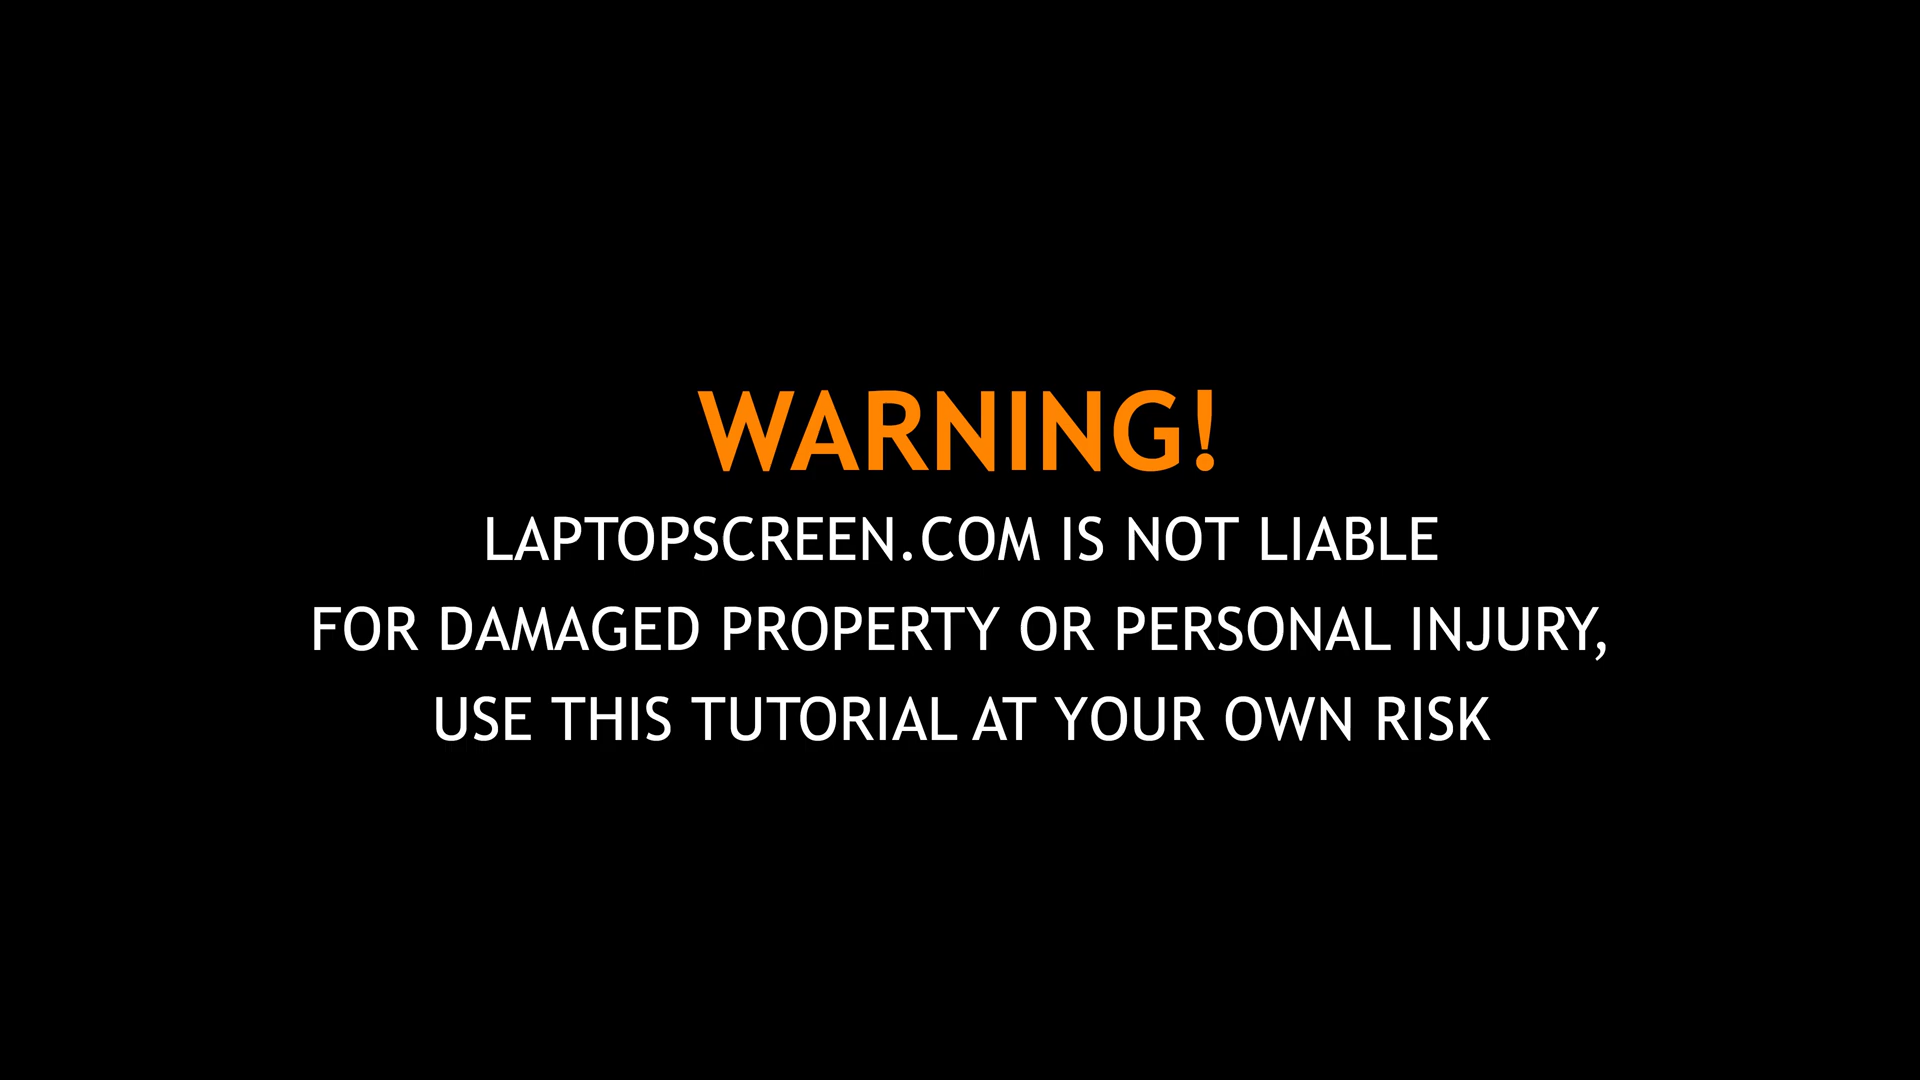 WARNING!
LAPTOPSCREEN.COM IS NOT LIABLE
FOR DAMAGED PROPERTY OR PERSONAL INJURY,
USE THIS TUTORIAL AT YOUR OWN RISK